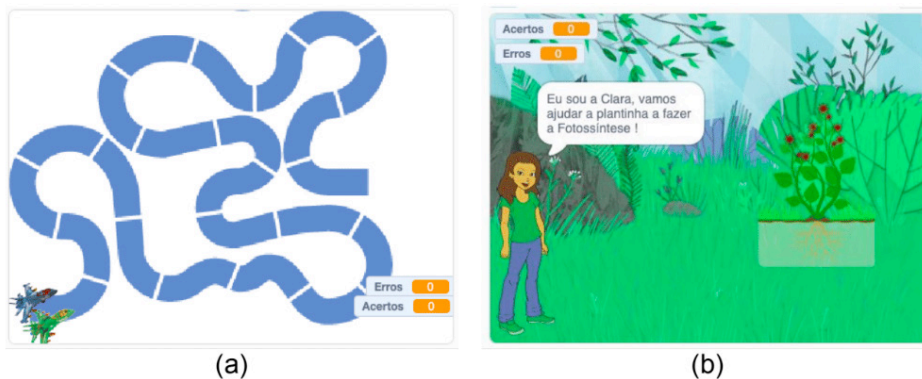 Erros 0
Acertos 0
(a)
Acertos 0
Erros 0
Eu sou a Clara, vamos
ajudar a plantinha a fazer
a Fotossíntese !
(b)